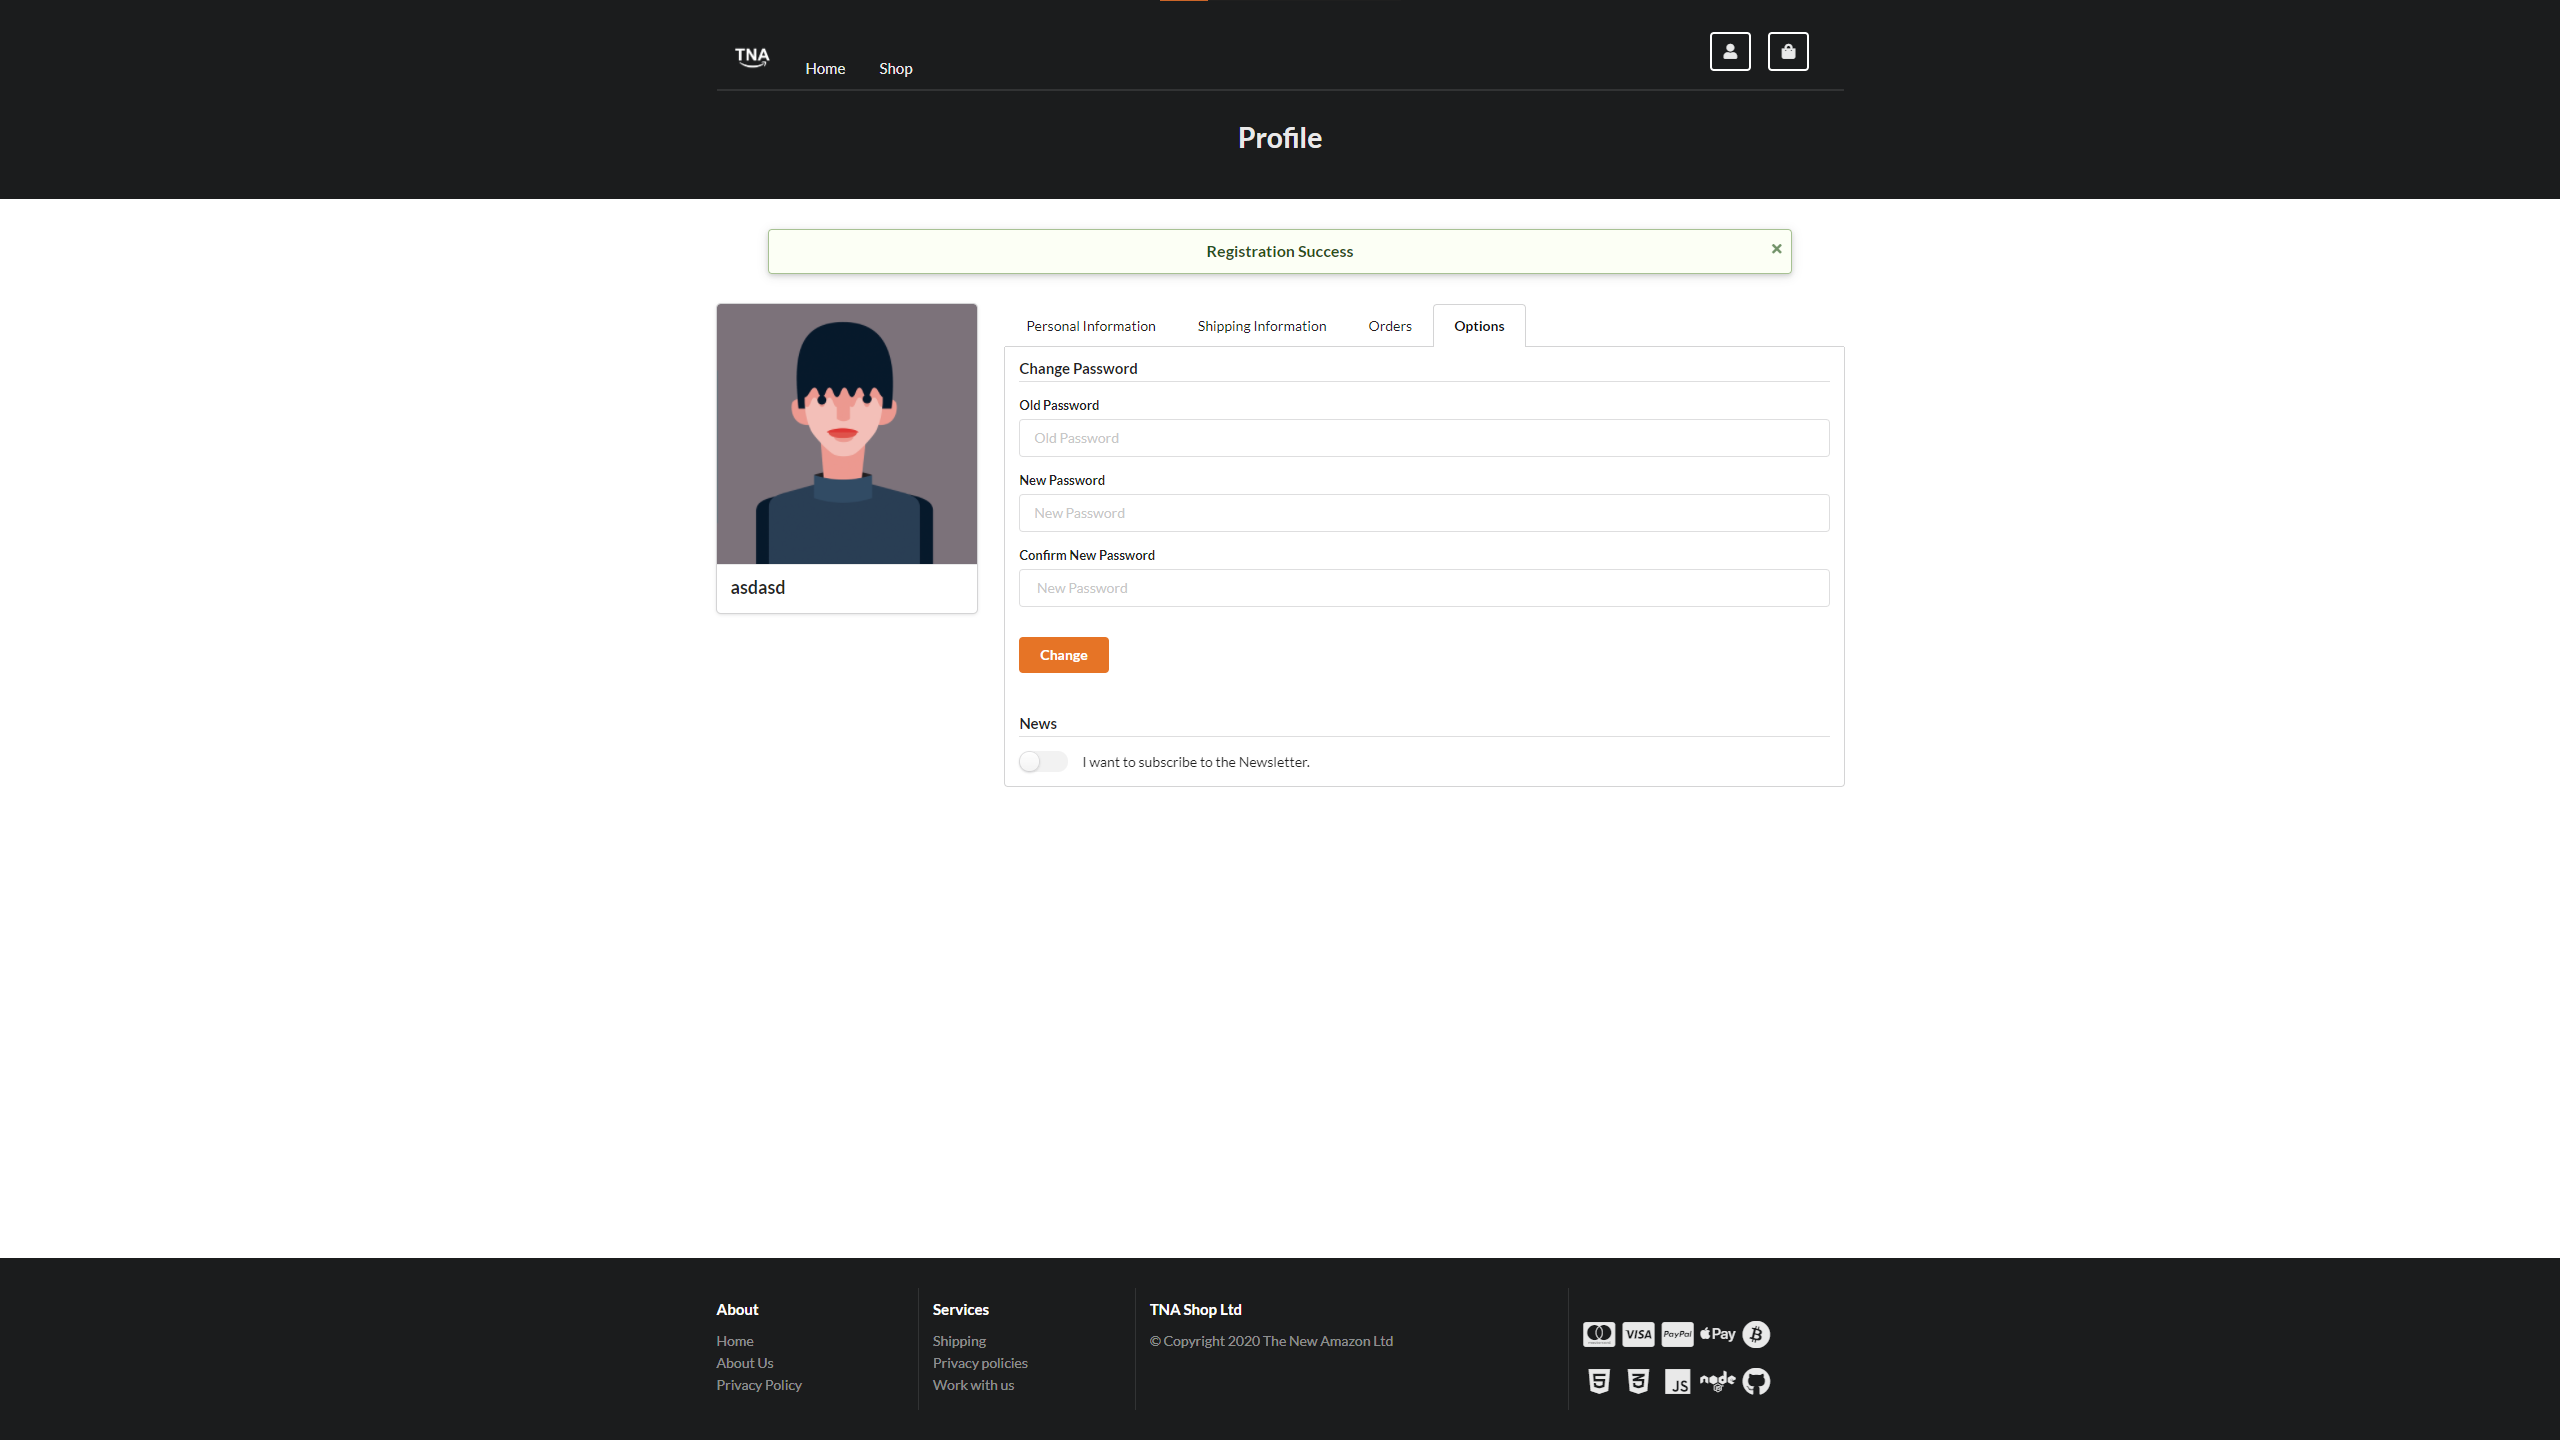 TNA
Home
Shop
Profile
Registration Success
asdasd
Personal Information
Shipping Information
Orders
Options
Change Password
Old Password
Old Password
New Password
New Password
Confirm New Password
New Password
Change
News
I want to subscribe to the Newsletter.
About
Home
About Us
Privacy Policy
Services
Shipping
Privacy policies
Work with us
TNA Shop Ltd
© Copyright 2020 The New Amazon Ltd
VISA
PayPal
Pay
JS
node